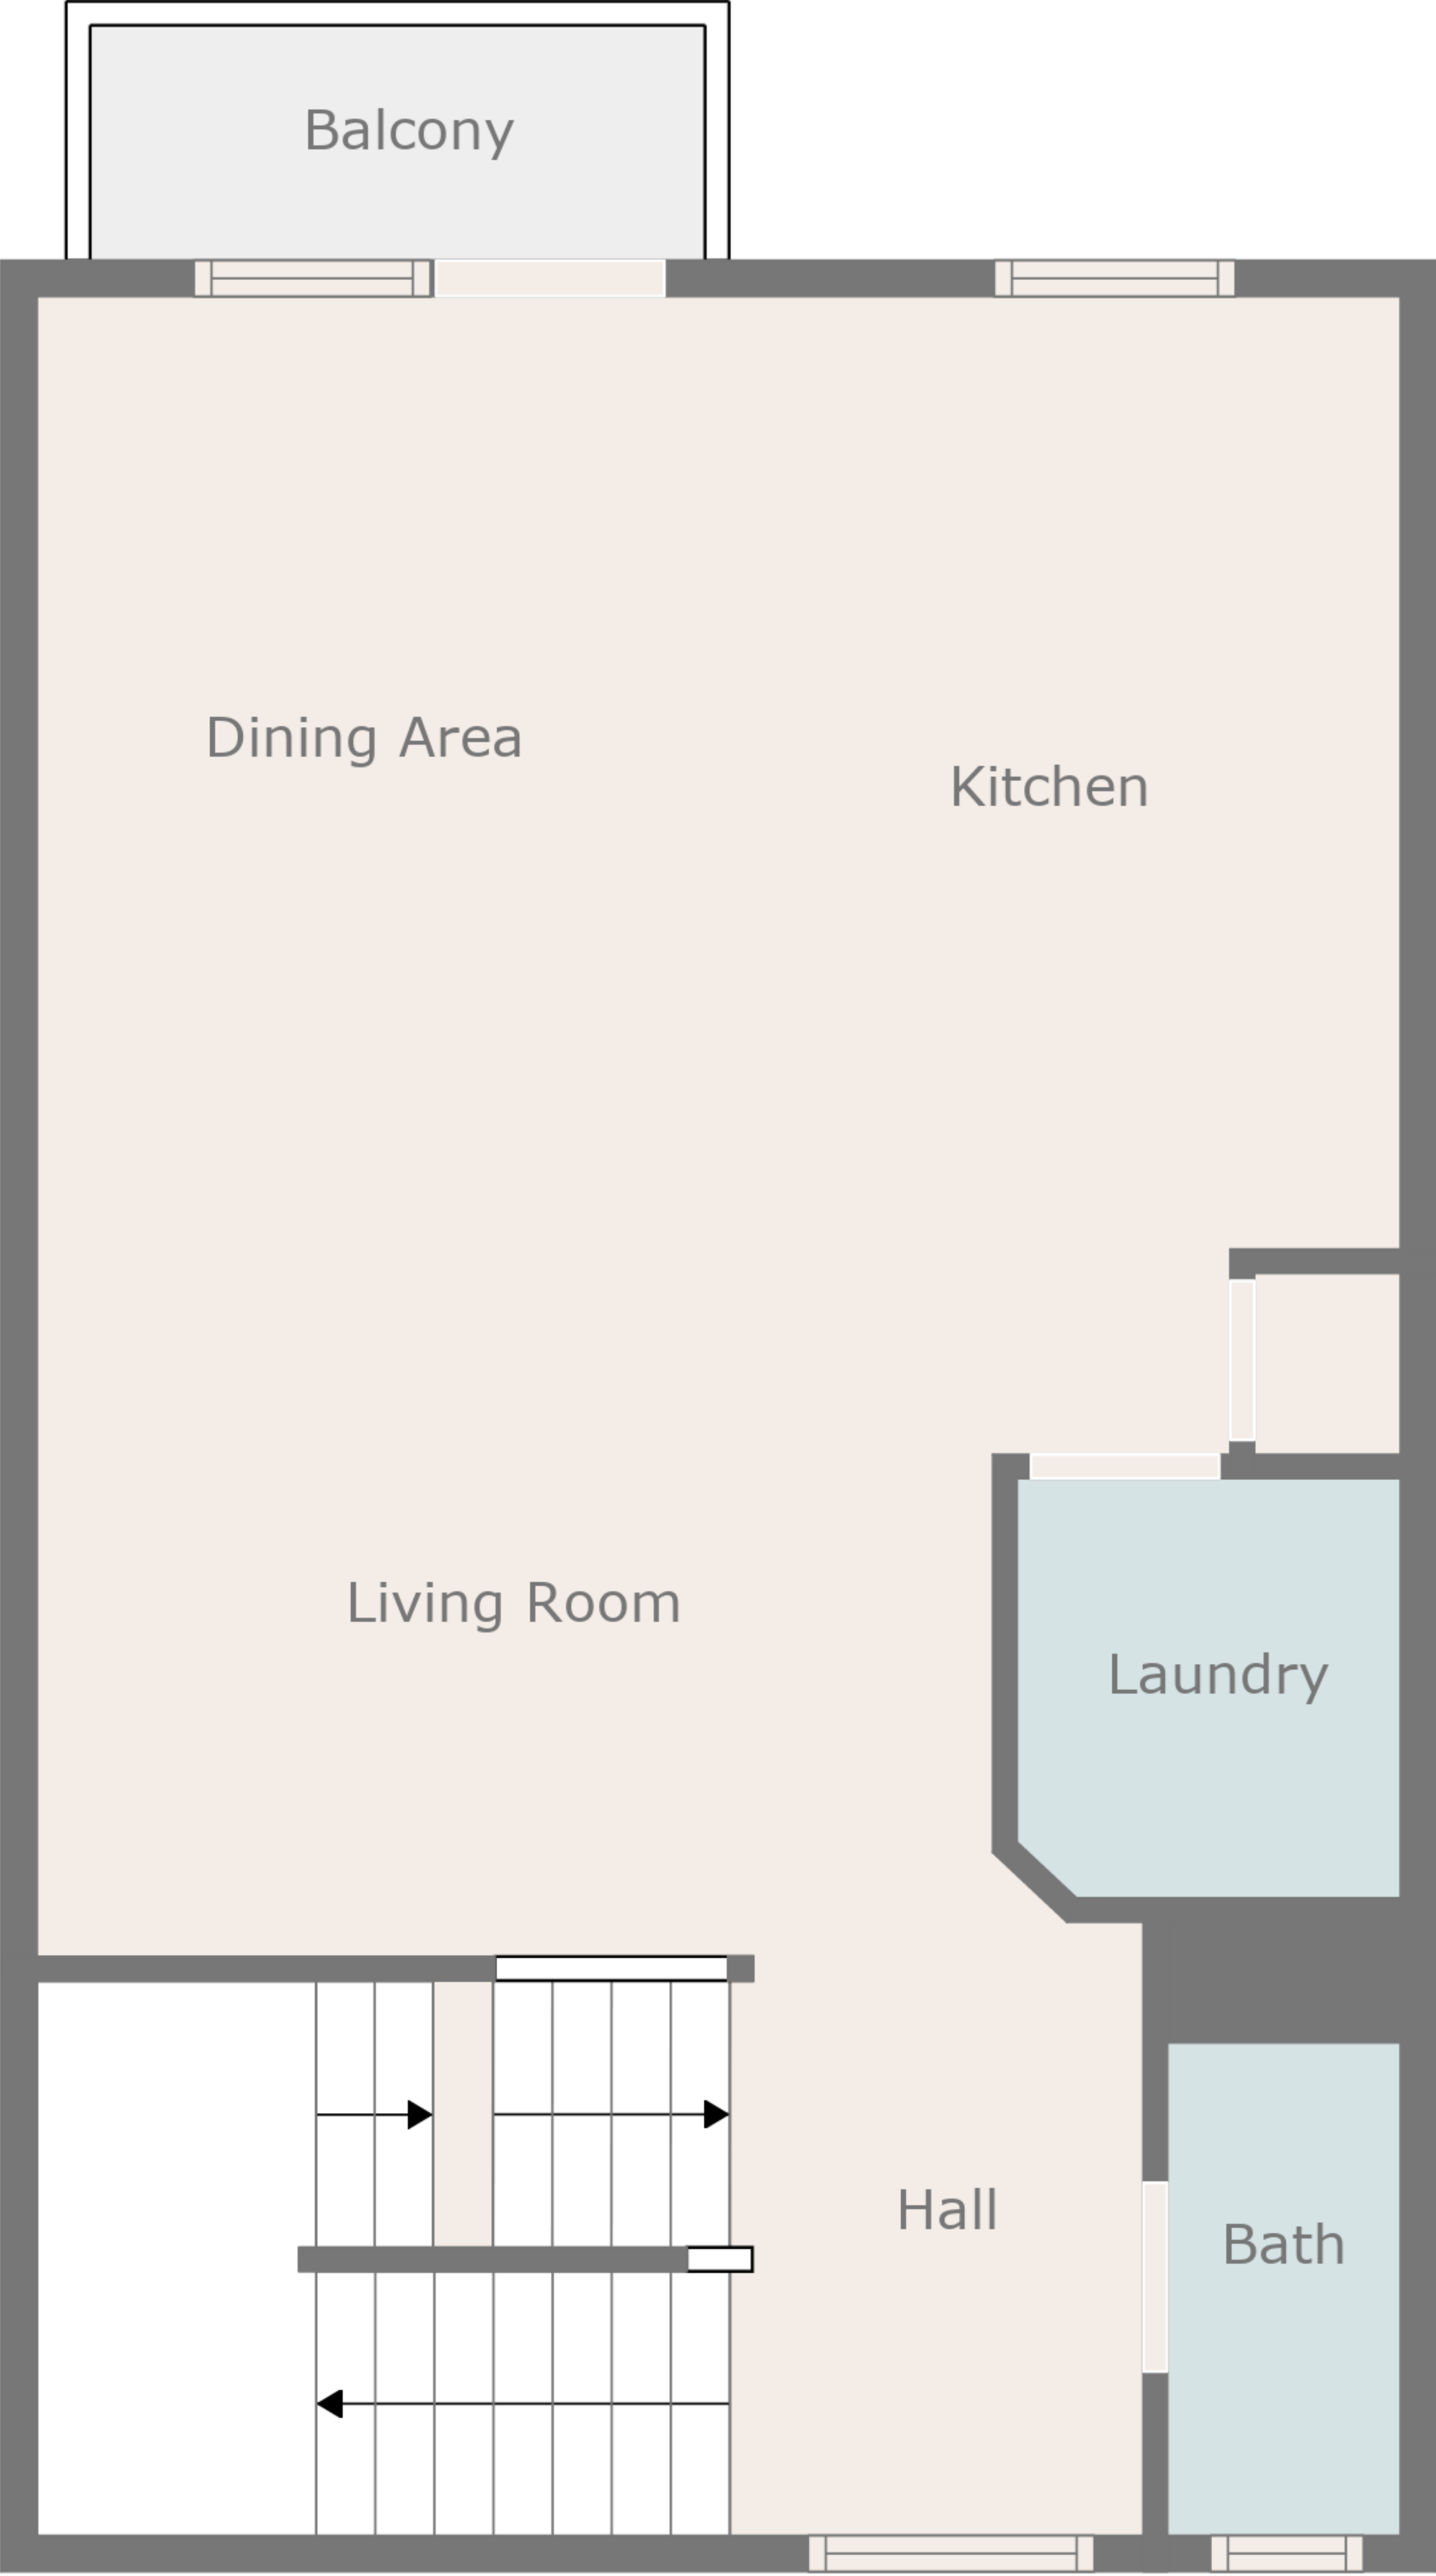 Balcony
Dining Area
Kitchen
Living Room
Laundry
Hall
Bath